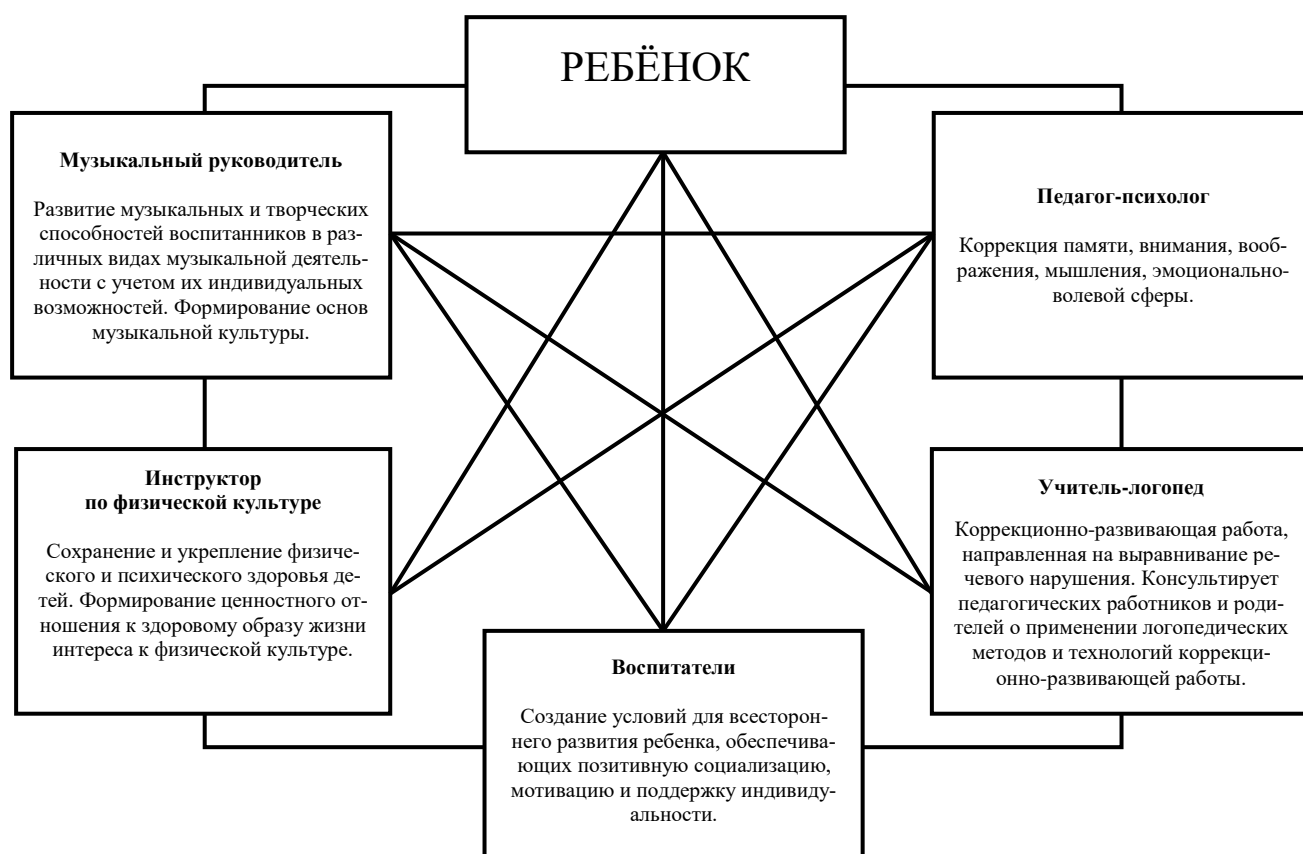 РЕБЁНОК
Музыкальный руководитель
Развитие музыкальных и творческих
способностей воспитанников в раз-
личных видах музыкальной деятель-
ности с учетом их индивидуальных
возможностей. Формирование основ
музыкальной культуры.
Педагог-психолог
Коррекция памяти, внимания, вооб-
ражения, мышления, эмоционально-
волевой сферы.
Инструктор
по физической культуре
Сохранение и укрепление физиче-
ского и психического здоровья де-
тей. Формирование ценностного от-
ношения к здоровому образу жизни
интереса к физической культуре.
Учитель-логопед
Коррекционно-развивающая работа,
направленная на выравнивание ре-
чевого нарушения. Консультирует
педагогических работников и роди-
телей о применении логопедических
методов и технологий коррекци-
онно-развивающей работы.
Воспитатели
Создание условий для всесторон-
него развития ребенка, обеспечива-
ющих позитивную социализацию,
мотивацию и поддержку индивиду-
альности.